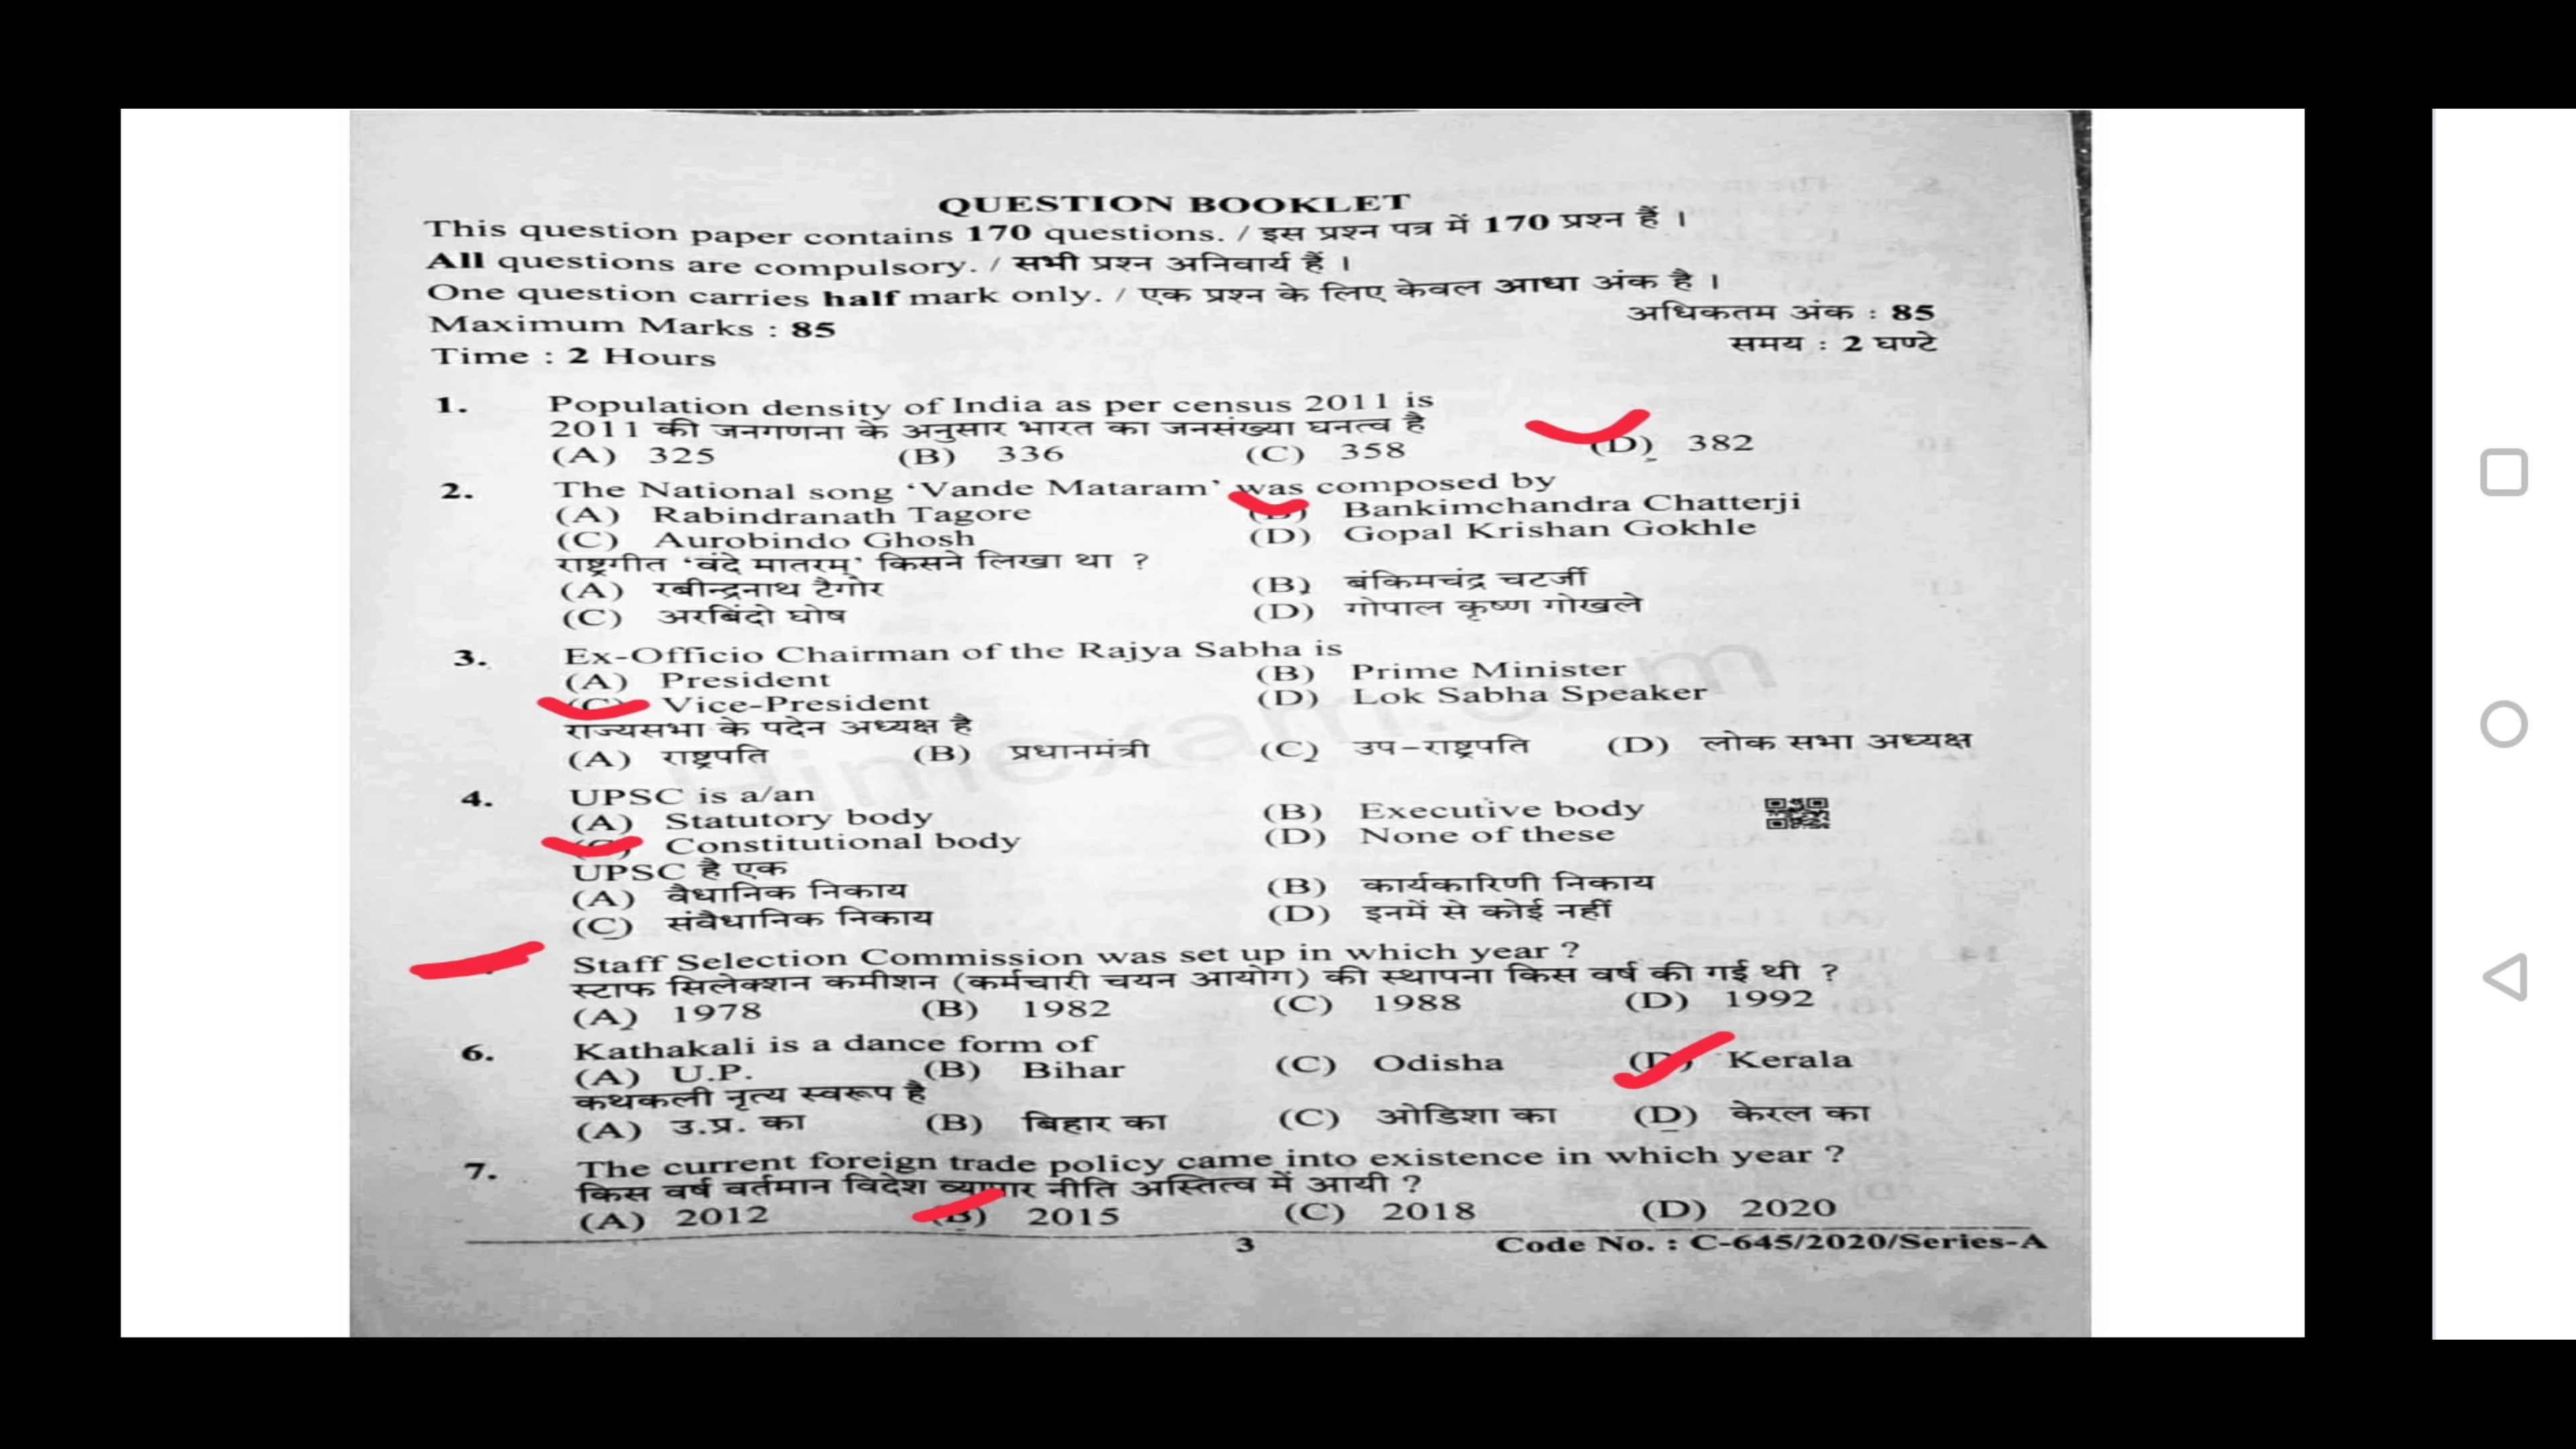 QUESTION BOOKLET
This question paper contains 170 questions. / इस प्रश्न पत्र में 170 प्रश्न हैं ।
All questions are compulsory. / सभी प्रश्न अनिवार्य हैं ।
One question carries half mark only. / एक प्रश्न के लिए केवल आधा अंक है ।
Maximum Marks : 85 अधिकतम अंक : 85
Time : 2 Hours समय : 2 घण्टे
1. Population density of India as per census 2011 is
2011 की जनगणना के अनुसार भारत का जनसंख्या घनत्व है
(A) 325 (B) 336 (C) 358 (D) 382
2. The National song ‘Vande Mataram’ was composed by
(A) Rabindranath Tagore (B) Bankimchandra Chatterji
(C) Aurobindo Ghosh (D) Gopal Krishan Gokhle
राष्ट्रगीत ‘वंदे मातरम्’ किसने लिखा था ?
(A) रबीन्द्रनाथ टैगोर (B) बंकिमचंद्र चटर्जी
(C) अरबिंदो घोष (D) गोपाल कृष्ण गोखले
3. Ex-Officio Chairman of the Rajya Sabha is
(A) President (B) Prime Minister
(C) Vice-President (D) Lok Sabha Speaker
राज्यसभा के पदेन अध्यक्ष है
(A) राष्ट्रपति (B) प्रधानमंत्री (C) उप-राष्ट्रपति (D) लोक सभा अध्यक्ष
Himexam.com
4. UPSC is a/an
(A) Statutory body (B) Executive body
(C) Constitutional body (D) None of these
UPSC है एक
(A) वैधानिक निकाय (B) कार्यकारिणी निकाय
(C) संवैधानिक निकाय (D) इनमें से कोई नहीं
Staff Selection Commission was set up in which year ?
स्टाफ सिलेक्शन कमीशन (कर्मचारी चयन आयोग) की स्थापना किस वर्ष की गई थी ?
(A) 1978 (B) 1982 (C) 1988 (D) 1992
6. Kathakali is a dance form of
(A) U.P. (B) Bihar (C) Odisha (D) Kerala
कथकली नृत्य स्वरूप है
(A) उ.प्र. का (B) बिहार का (C) ओडिशा का (D) केरल का
7. The current foreign trade policy came into existence in which year ?
किस वर्ष वर्तमान विदेश व्यापार नीति अस्तित्व में आयी ?
(A) 2012 (B) 2015 (C) 2018 (D) 2020
3 Code No. : C-645/2020/Series-A